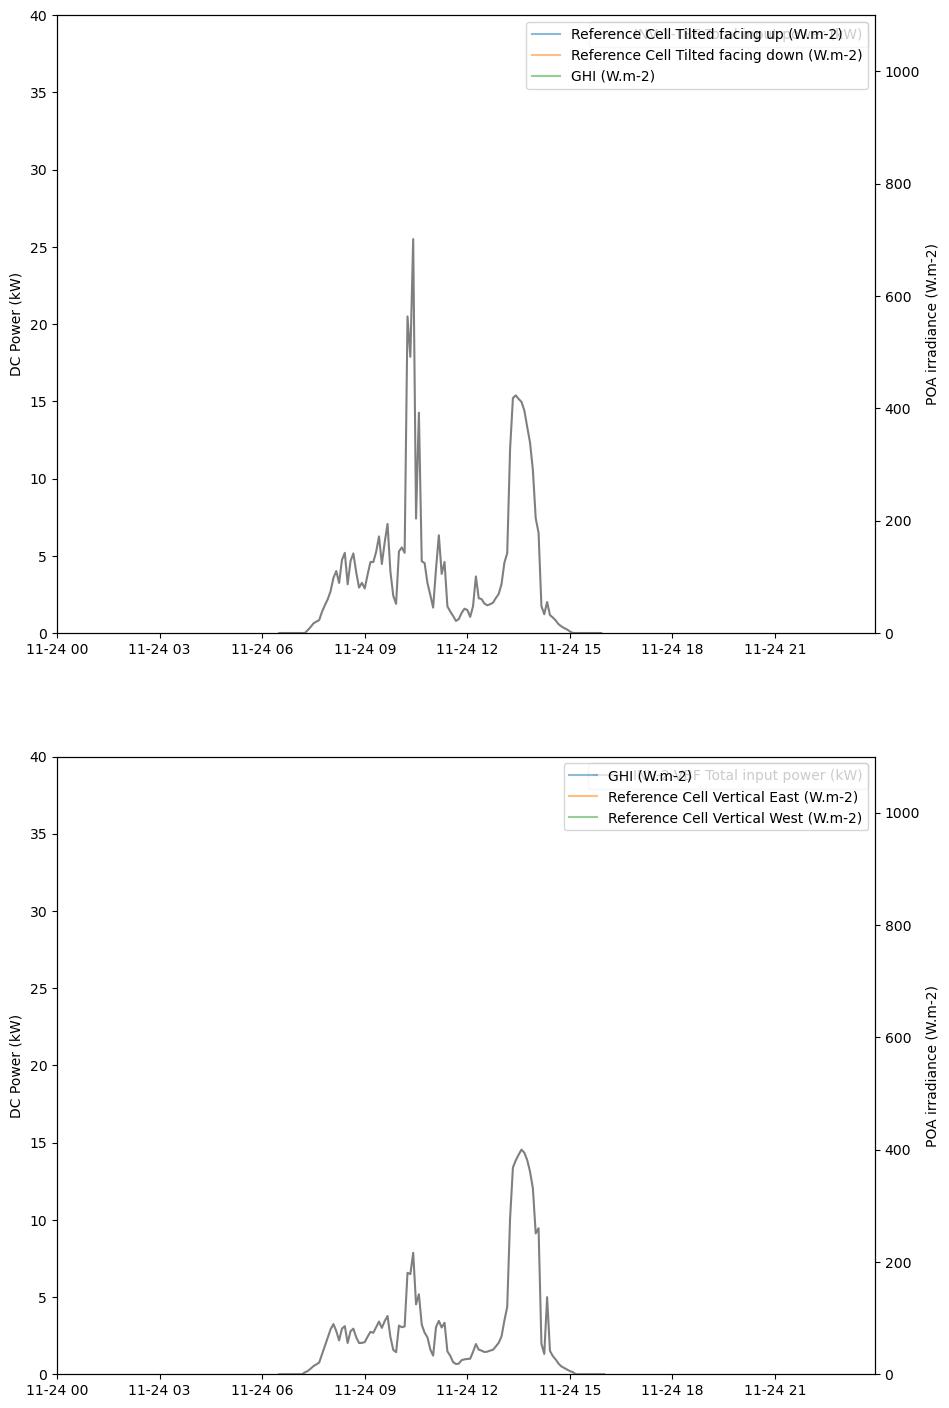 40
35
30
25
20
15
10
5
0
DC Power (kW)
Reference Cell Tilted facing up (W.m-2)
Reference Cell Tilted facing down (W.m-2)
GHI (W.m-2)
1000
800
600
400
200
0
POA irradiance (W.m-2)
11-24 00 11-24 03 11-24 06 11-24 09 11-24 12 11-24 15 11-24 18 11-24 21
40
35
30
25
20
15
10
5
0
DC Power (kW)
GHI (W.m-2)
Total input power (kW)
Reference Cell Vertical East (W.m-2)
Reference Cell Vertical West (W.m-2)
1000
800
600
400
200
0
POA irradiance (W.m-2)
11-24 00 11-24 03 11-24 06 11-24 09 11-24 12 11-24 15 11-24 18 11-24 21